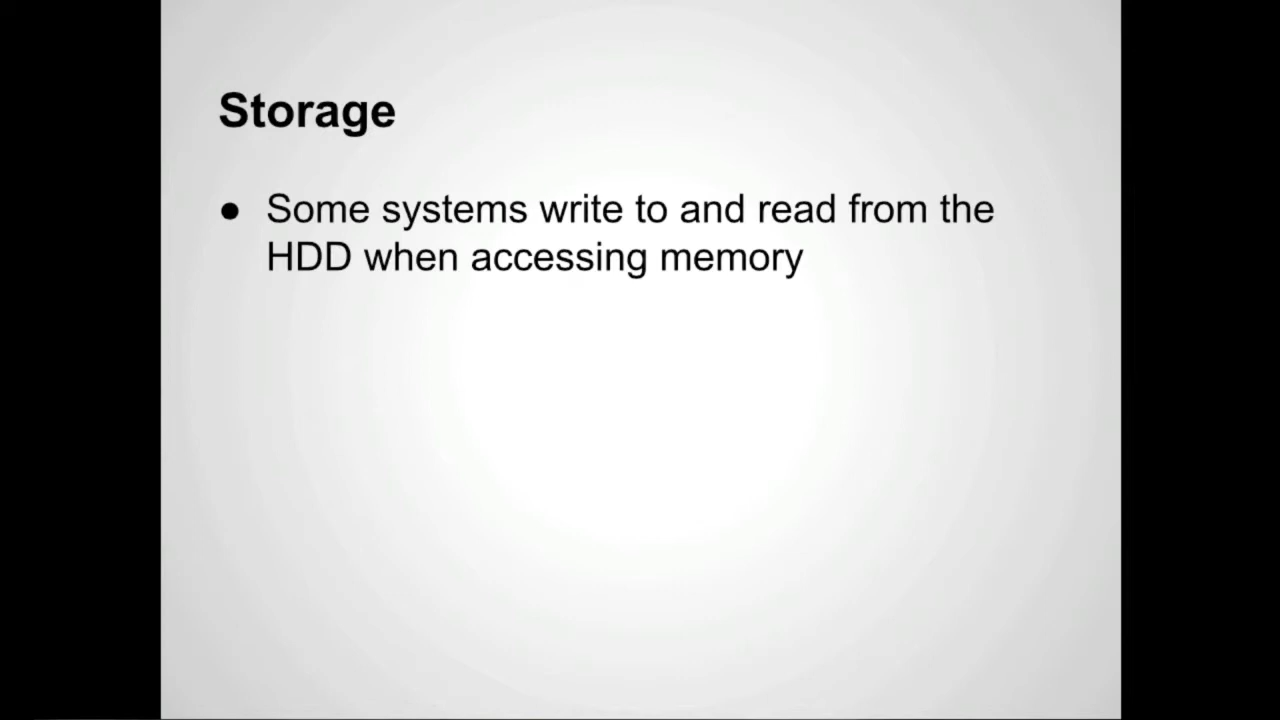 Storage
● Some systems write to and read from the
HDD when accessing memory